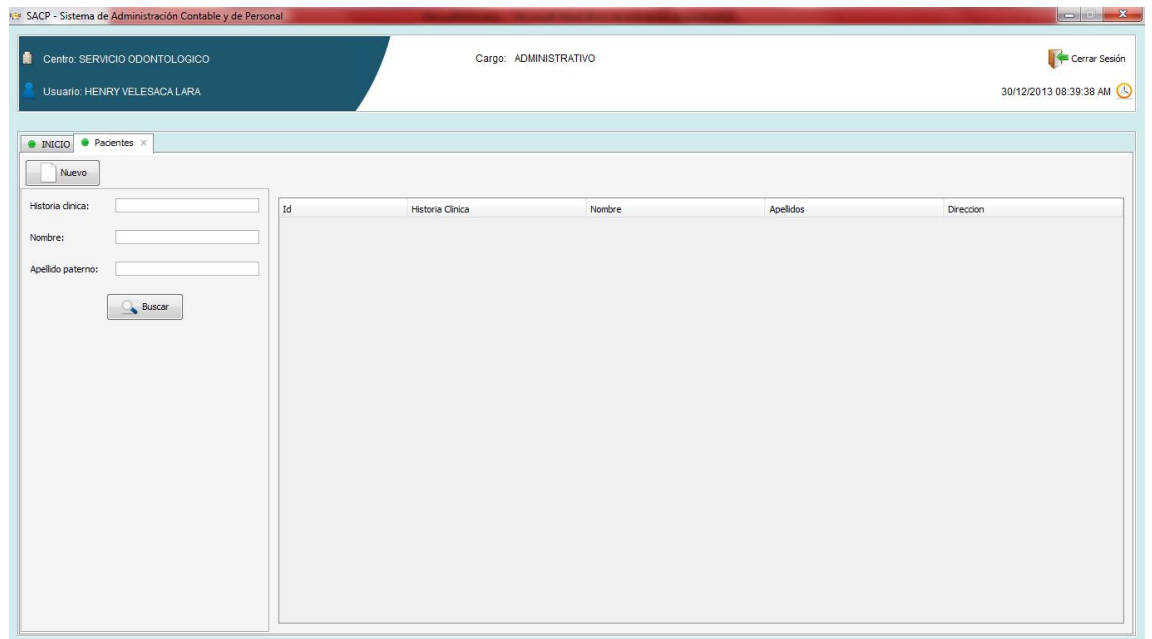 SACP - Sistema de Administración Contable y de Personal
Centro: SERVICIO ODONTOLOGICO
Cargo: ADMINISTRATIVO
Cerrar Sesión
Usuario: HENRY VELESACA LARA
30/12/2013 08:39:38 AM
INICIO Pacientes
Nuevo
Historia clinica:
Id Historia Clinica Nombre Apellidos Direccion
Nombre:
Apellido paterno:
Buscar